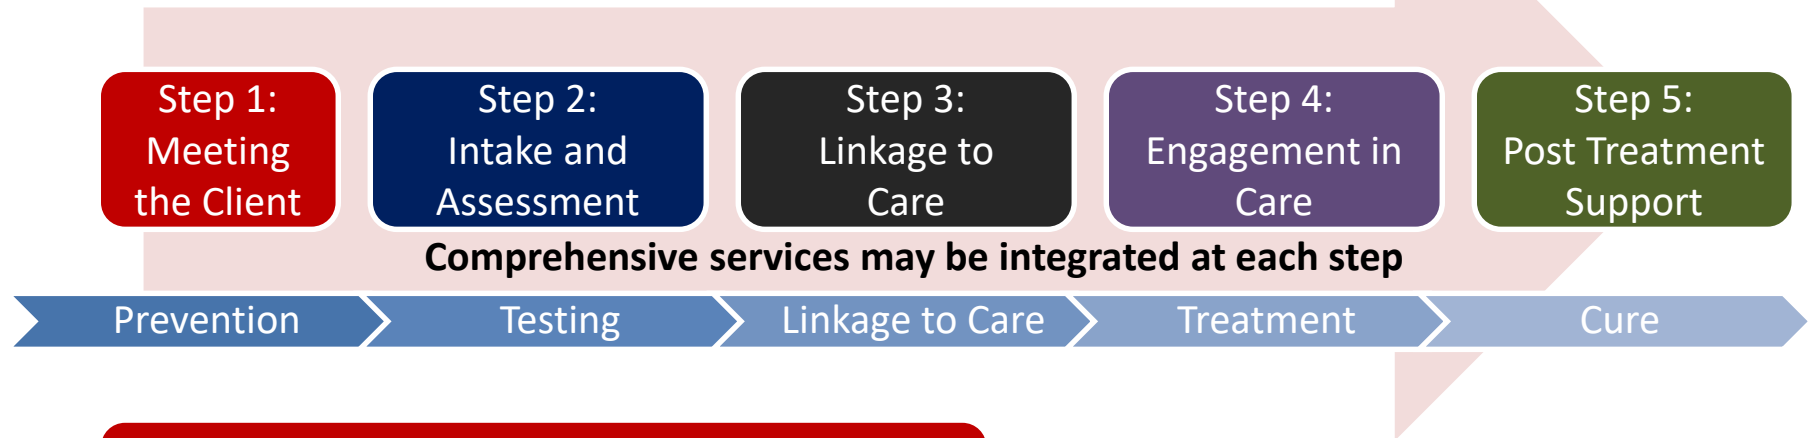 Step 1:
Meeting
the Client
Step 2:
Intake and
Assessment
Step 3:
Linkage to
Care
Step 4:
Engagement in
Care
Step 5:
Post Treatment
Support
Comprehensive services may be integrated at each step
Prevention
Testing
Linkage to Care
Treatment
Cure